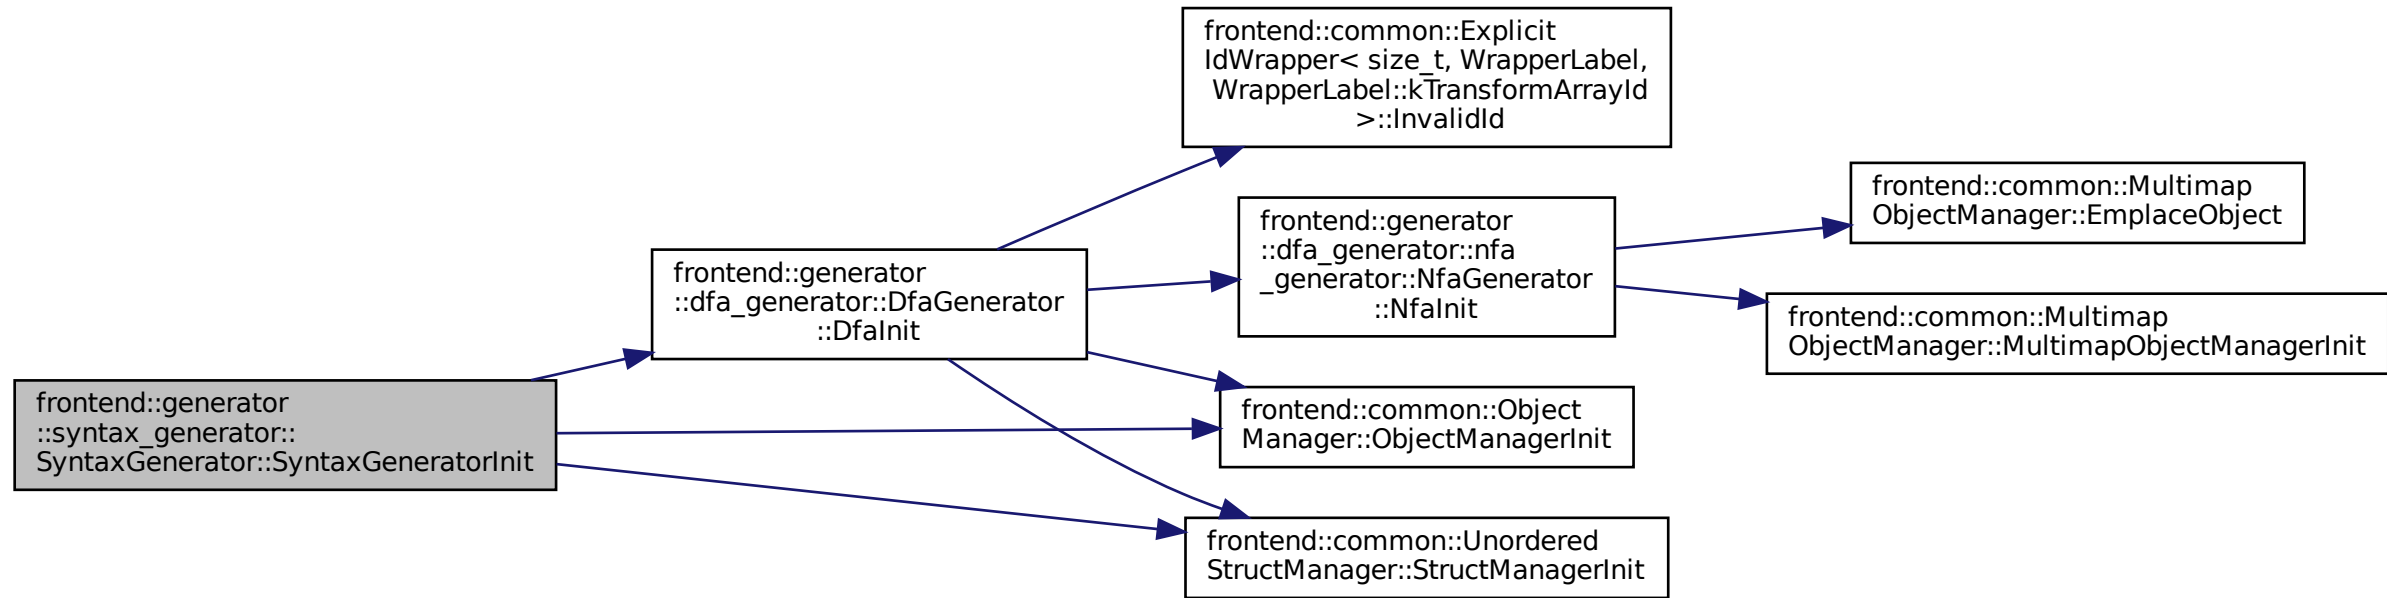 frontend::common::Explicit
IdWrapper< size_t, WrapperLabel,
WrapperLabel::kTransformArrayId
>::InvalidId
frontend::common::Multimap
ObjectManager::EmplaceObject
frontend::generator
::dfa_generator::nfa
_generator::NfaGenerator
::NfaInit
frontend::generator
::dfa_generator::DfaGenerator
::DfaInit
frontend::common::Multimap
ObjectManager::MultimapObjectManagerInit
frontend::generator
::syntax_generator::
SyntaxGenerator::SyntaxGeneratorInit
frontend::common::Object
Manager::ObjectManagerInit
frontend::common::Unordered
StructManager::StructManagerInit